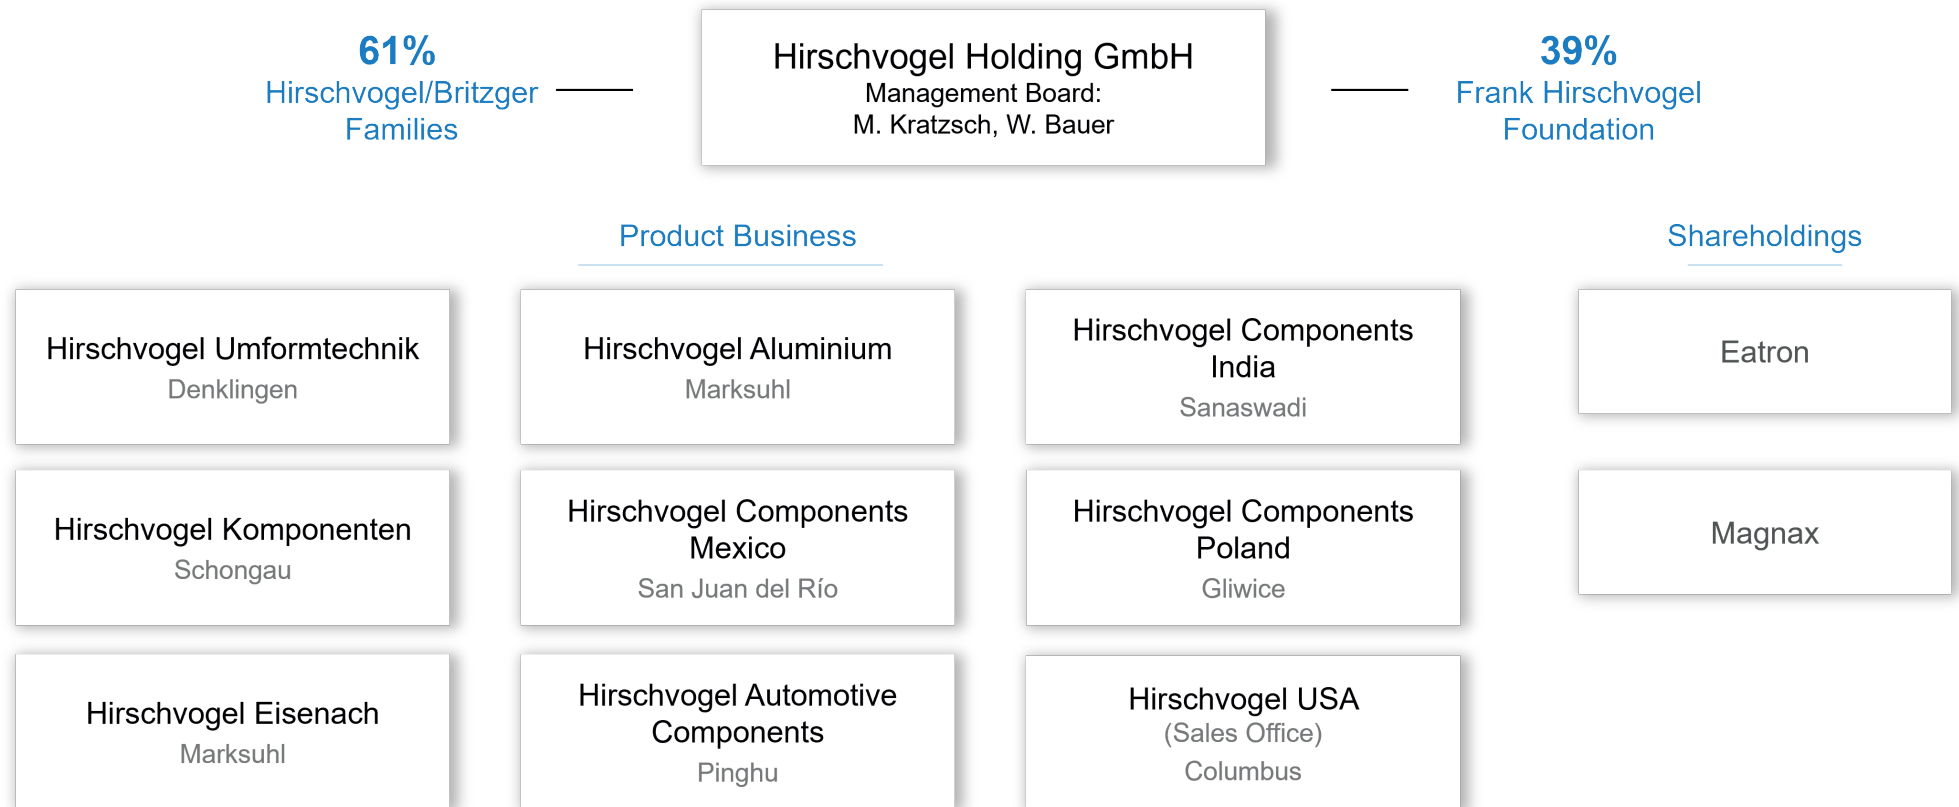 61%
Hirschvogel/Britzger
Families
Hirschvogel Holding GmbH
Management Board:
M. Kratzsch, W. Bauer
39%
Frank Hirschvogel
Foundation
Product Business
Shareholdings
Hirschvogel Umformtechnik
Denklingen
Hirschvogel Aluminium
Marksuhl
Hirschvogel Components
India
Sanaswadi
Eatron
Hirschvogel Komponenten
Schongau
Hirschvogel Components
Mexico
San Juan del Río
Hirschvogel Components
Poland
Gliwice
Magnax
Hirschvogel Eisenach
Marksuhl
Hirschvogel Automotive
Components
Pinghu
Hirschvogel USA
(Sales Office)
Columbus